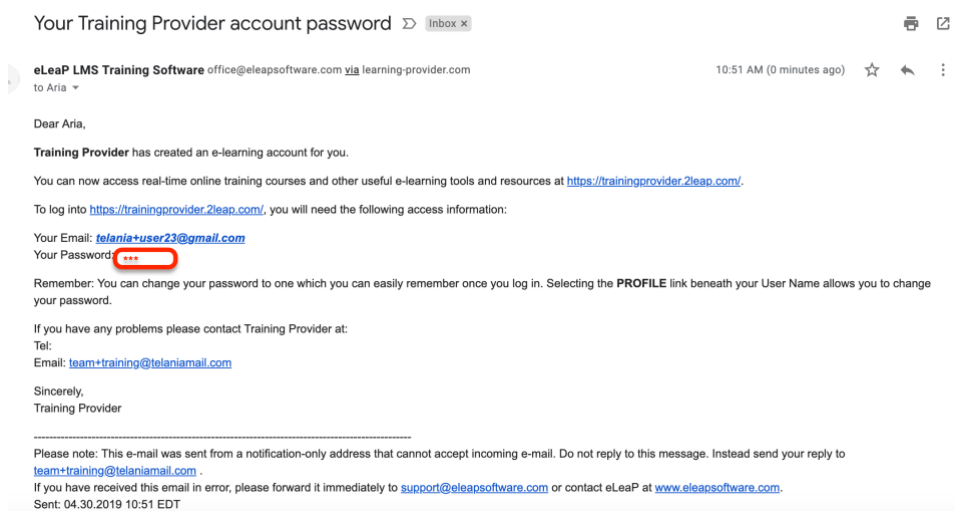 Your Training Provider account password Inbox ×
eLeaP LMS Training Software office@eleapsoftware.com via learning-provider.com 10:51 AM (0 minutes ago)
to Aria
Dear Aria,
Training Provider has created an e-learning account for you.
You can now access real-time online training courses and other useful e-learning tools and resources at https://trainingprovider.2leap.com/.
To log into https://trainingprovider.2leap.com/, you will need the following access information:
Your Email: telania+user23@gmail.com
Your Password: ***
Remember: You can change your password to one which you can easily remember once you log in. Selecting the PROFILE link beneath your User Name allows you to change
your password.
If you have any problems please contact Training Provider at:
Tel:
Email: team+training@telaniamail.com
Sincerely,
Training Provider
--------------------------------------------------------------------------------------------
Please note: This e-mail was sent from a notification-only address that cannot accept incoming e-mail. Do not reply to this message. Instead send your reply to
team+training@telaniamail.com .
If you have received this email in error, please forward it immediately to support@eleapsoftware.com or contact eLeaP at www.eleapsoftware.com.
Sent: 04.30.2019 10:51 EDT